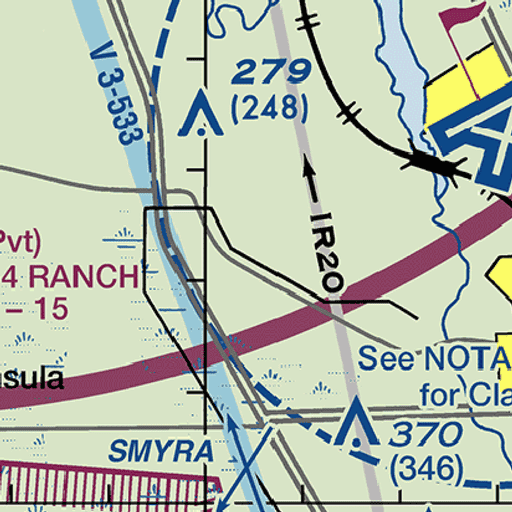 V 3-533
279
(248)
IR20
Pvt)
4 RANCH
– 15
sula
See NOTA
for Cla
SMYRA
370
(346)